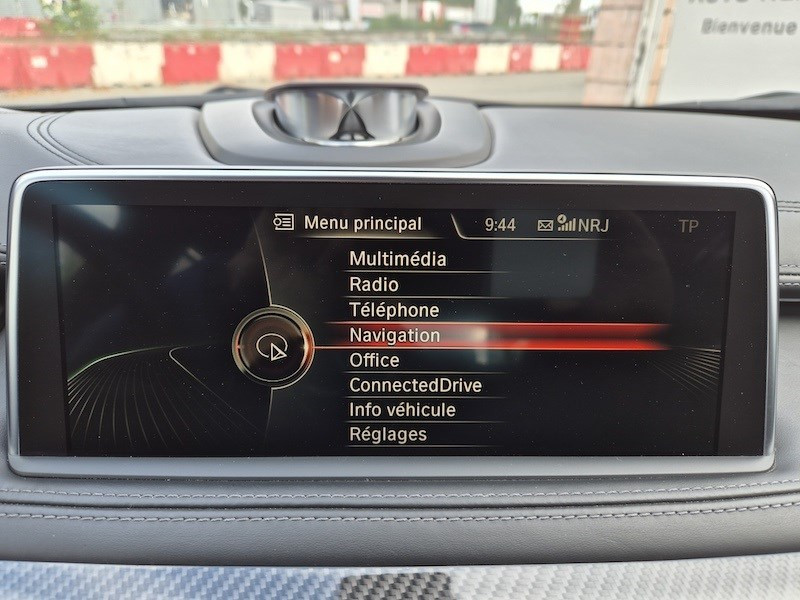 Bienvenue
Menu principal 9:44 NRJ TP
Multimédia
Radio
Téléphone
Navigation
Office
ConnectedDrive
Info véhicule
Réglages